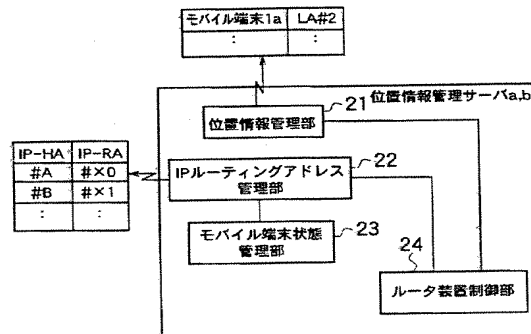 モバイル端末1a LA#2
: :
21 位置情報管理サーバa,b
位置情報管理部
IP-HA IP-RA
#A #×0
#B #×1
: :
22
IPルーティングアドレス
管理部
23
モバイル端末状態
管理部
24
ルータ装置制御部